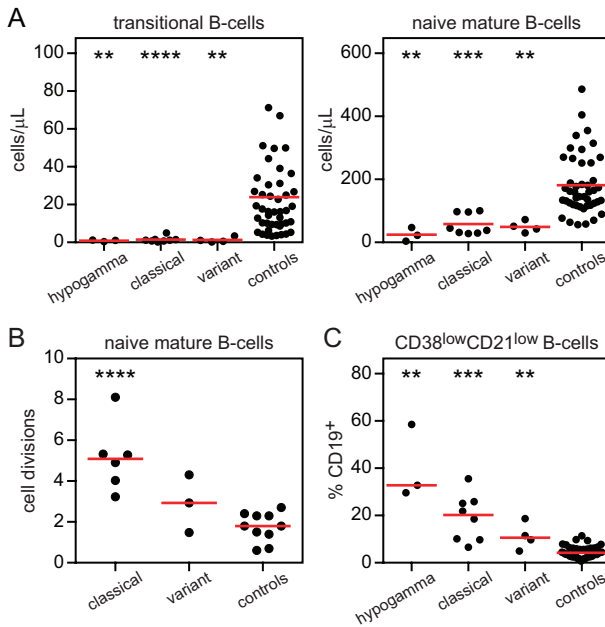 A
transitional B-cells
naive mature B-cells
100
80
60
40
20
0
cells/µL
** **** **
hypogamma
classical
variant
controls
600
400
200
0
cells/µL
** *** **
hypogamma
classical
variant
controls
B
naive mature B-cells
10
8
6
4
2
0
cell divisions
****
classical
variant
controls
C
CD38lowCD21low B-cells
80
60
40
20
0
% CD19+
** *** **
hypogamma
classical
variant
controls